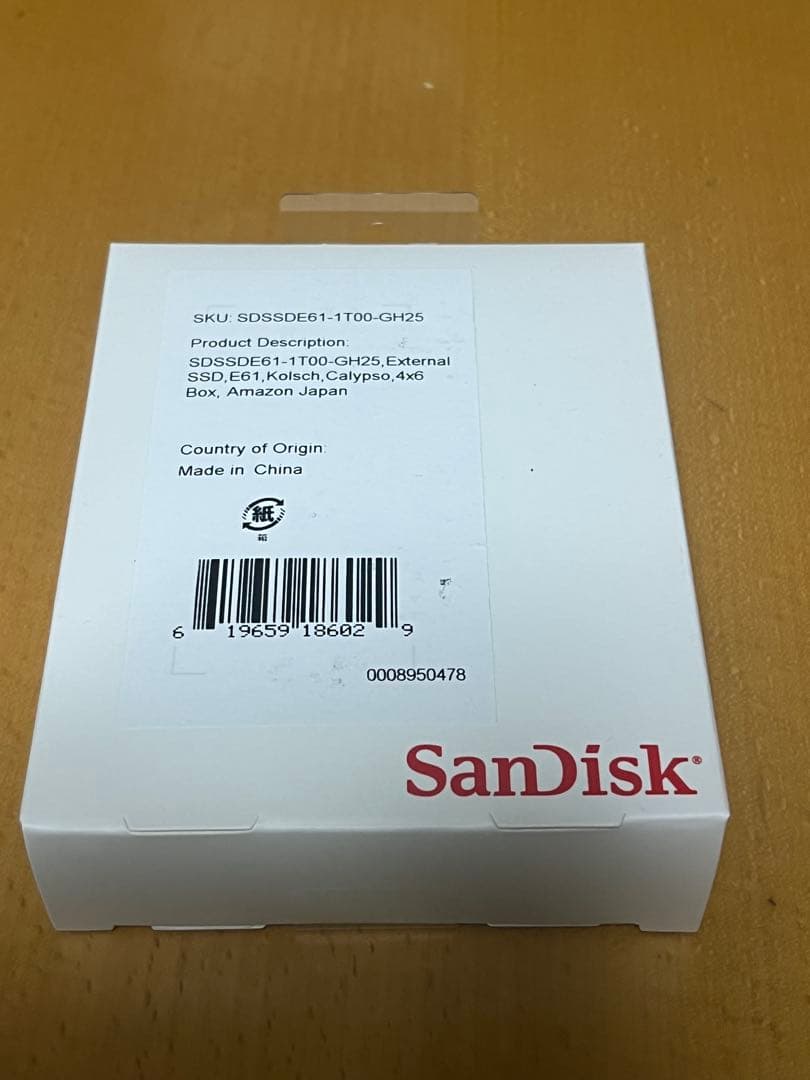 SKU: SDSSDE61-1T00-GH25
Product Description:
SDSSDE61-1T00-GH25,External
SSD,E61,Kolsch,Calypso,4x6
Box, Amazon Japan
Country of Origin:
Made in China
紙
6 19659 18602 9
0008950478
SanDisk®